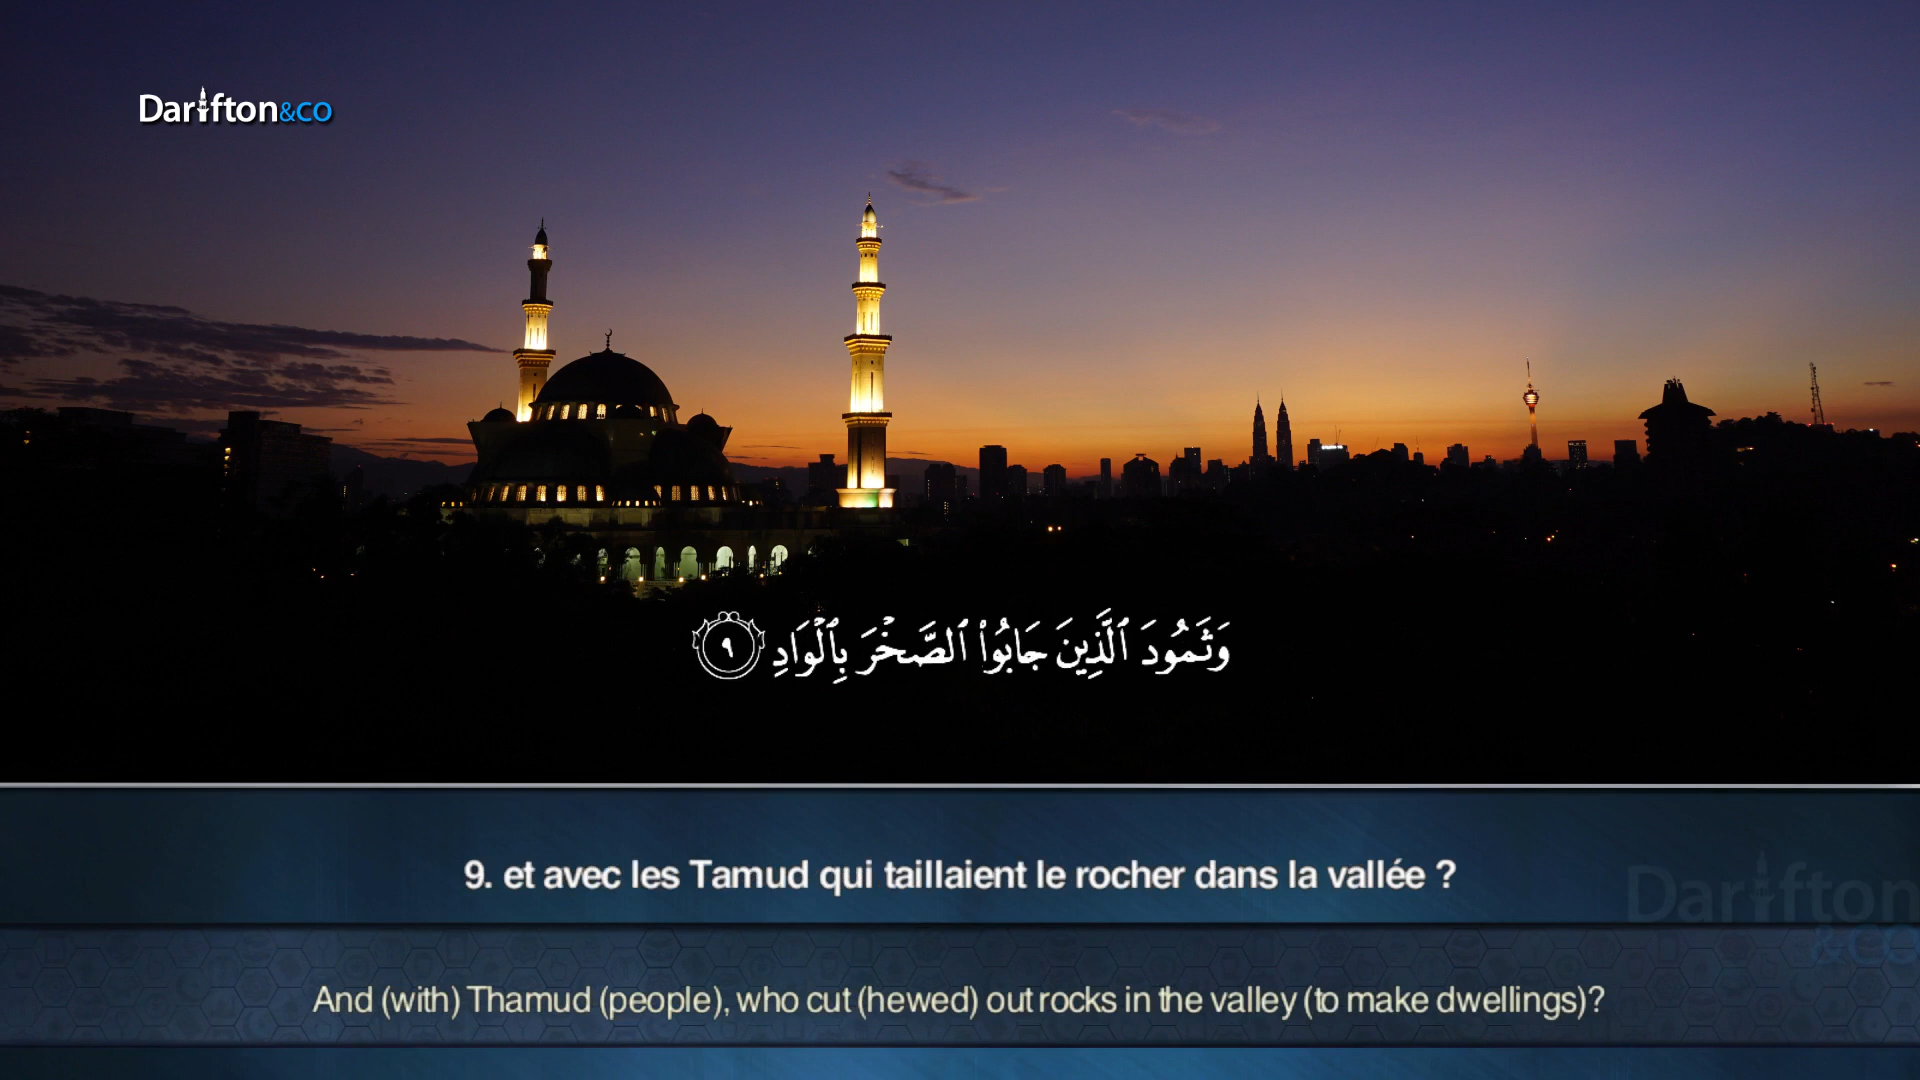 Darifton&co
وَثَمُودَ ٱلَّذِينَ جَابُوا۟ ٱلصَّخْرَ بِٱلْوَادِ ٩
9. et avec les Tamud qui taillaient le rocher dans la vallée ?
Darifton
&co
And (with) Thamud (people), who cut (hewed) out rocks in the valley (to make dwellings)?